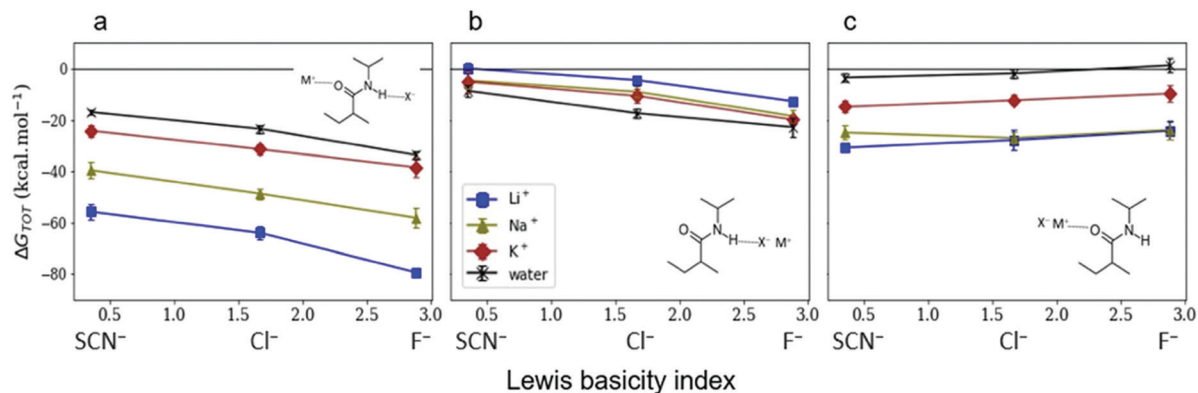 a
b
c
ΔG_TOT (kcal.mol⁻¹)
0
−20
−40
−60
−80
M⁺
O
N
H
X⁻
Li⁺
Na⁺
K⁺
water
O
N
H
X⁻ M⁺
X⁻ M⁺
O
N
H
0.5 1.0 1.5 2.0 2.5 3.0
0.5 1.0 1.5 2.0 2.5 3.0
0.5 1.0 1.5 2.0 2.5 3.0
SCN⁻ Cl⁻ F⁻
SCN⁻ Cl⁻ F⁻
SCN⁻ Cl⁻ F⁻
Lewis basicity index